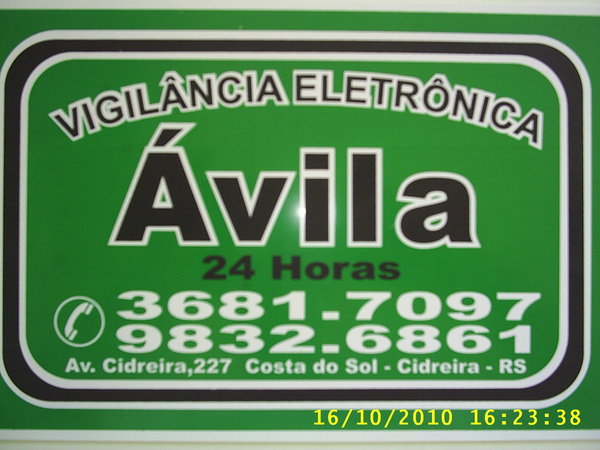 VIGILÂNCIA ELETRÔNICA
Ávila
24 Horas
3681.7097
9832.6861
Av. Cidreira,227 Costa do Sol - Cidreira - RS
16/10/2010 16:23:38